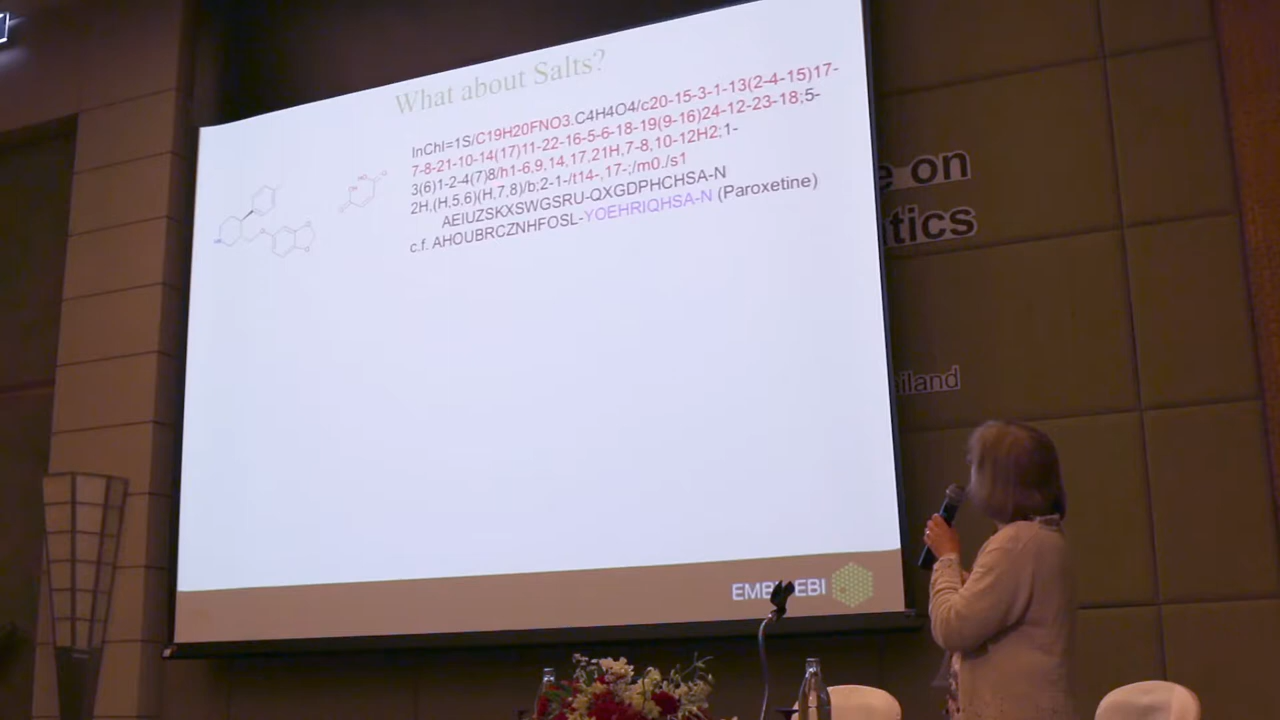 What about Salts?
InChI=1S/C19H20FNO3.C4H4O4/c20-15-3-1-13(2-4-15)17-
7-8-21-10-14(17)11-22-16-5-6-18-19(9-16)24-12-23-18;5-
3(6)1-2-4(7)8/h1-6,9,14,17,21H,7-8,10-12H2;1-
2H,(H,5,6)(H,7,8)/b;2-1-/t14-,17-;/m0./s1
AEIUZSKXSWGSRU-QXGDPHCHSA-N
c.f. AHOUBRCZNHFOSL-YOEHRIQHSA-N (Paroxetine)
e on
tics
ailand
EBI